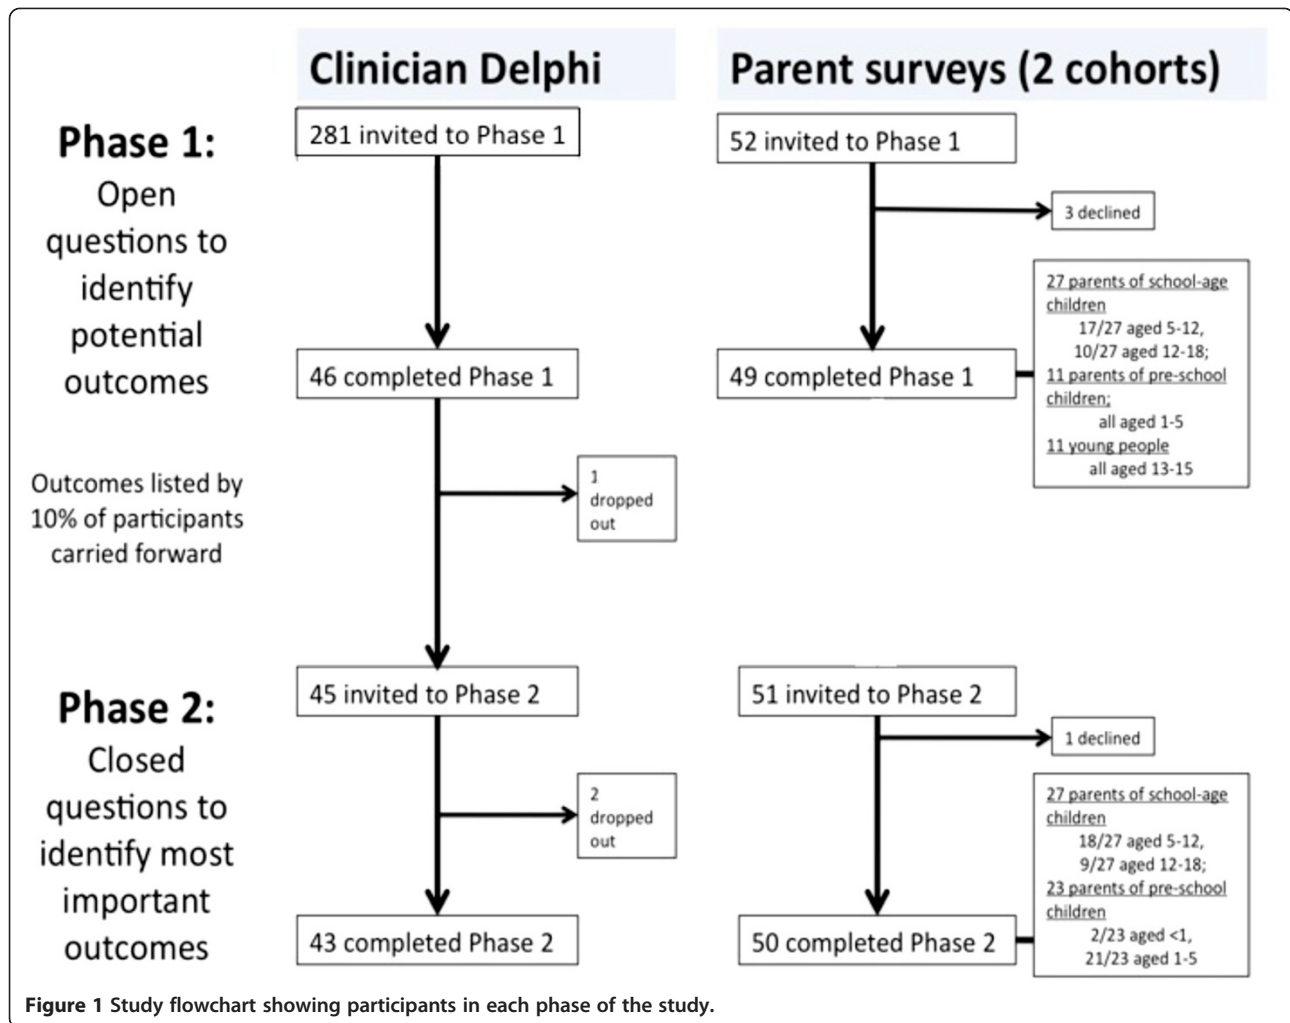 Clinician Delphi
Parent surveys (2 cohorts)
Phase 1:
Open
questions to
identify
potential
outcomes
281 invited to Phase 1
52 invited to Phase 1
3 declined
46 completed Phase 1
49 completed Phase 1
27 parents of school-age
children
17/27 aged 5-12,
10/27 aged 12-18;
11 parents of pre-school
children;
all aged 1-5
11 young people
all aged 13-15
Outcomes listed by
10% of participants
carried forward
1
dropped
out
Phase 2:
Closed
questions to
identify most
important
outcomes
45 invited to Phase 2
51 invited to Phase 2
1 declined
2
dropped
out
43 completed Phase 2
50 completed Phase 2
27 parents of school-age
children
18/27 aged 5-12,
9/27 aged 12-18;
23 parents of pre-school
children
2/23 aged <1,
21/23 aged 1-5
Figure 1 Study flowchart showing participants in each phase of the study.